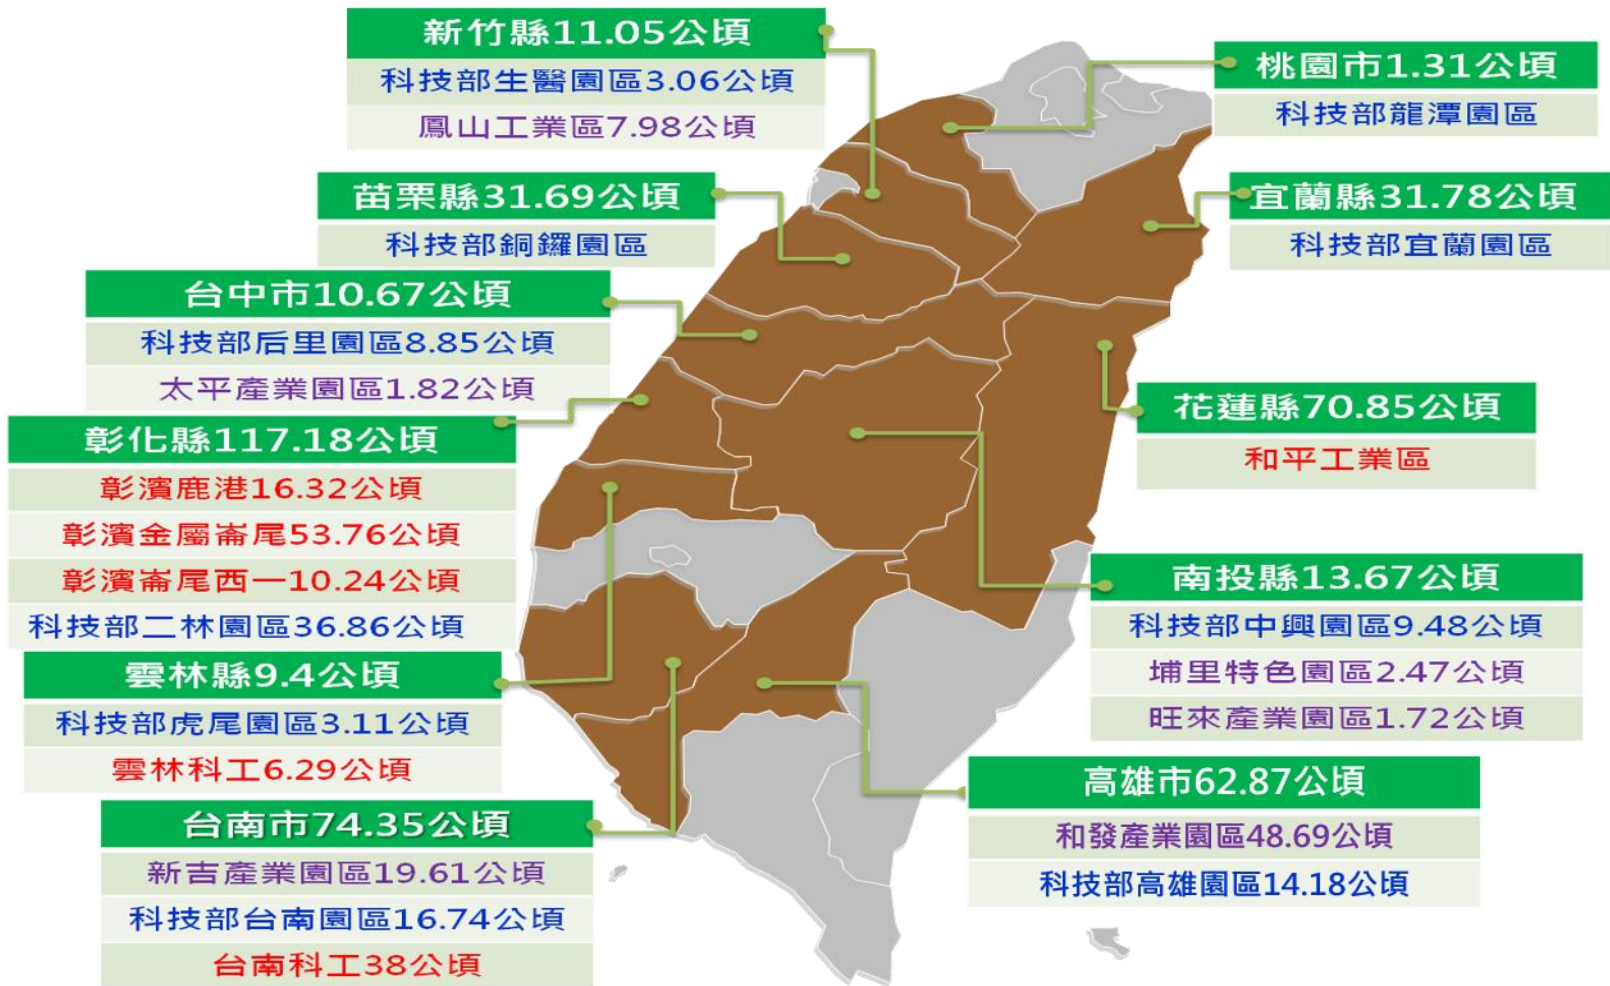 新竹縣11.05公頃
科技部生醫園區3.06公頃
鳳山工業區7.98公頃
桃園市1.31公頃
科技部龍潭園區
苗栗縣31.69公頃
科技部銅鑼園區
宜蘭縣31.78公頃
科技部宜蘭園區
台中市10.67公頃
科技部后里園區8.85公頃
太平產業園區1.82公頃
花蓮縣70.85公頃
和平工業區
彰化縣117.18公頃
彰濱鹿港16.32公頃
彰濱金屬崙尾53.76公頃
彰濱崙尾西一10.24公頃
科技部二林園區36.86公頃
南投縣13.67公頃
科技部中興園區9.48公頃
埔里特色園區2.47公頃
旺來產業園區1.72公頃
雲林縣9.4公頃
科技部虎尾園區3.11公頃
雲林科工6.29公頃
高雄市62.87公頃
和發產業園區48.69公頃
科技部高雄園區14.18公頃
台南市74.35公頃
新吉產業園區19.61公頃
科技部台南園區16.74公頃
台南科工38公頃